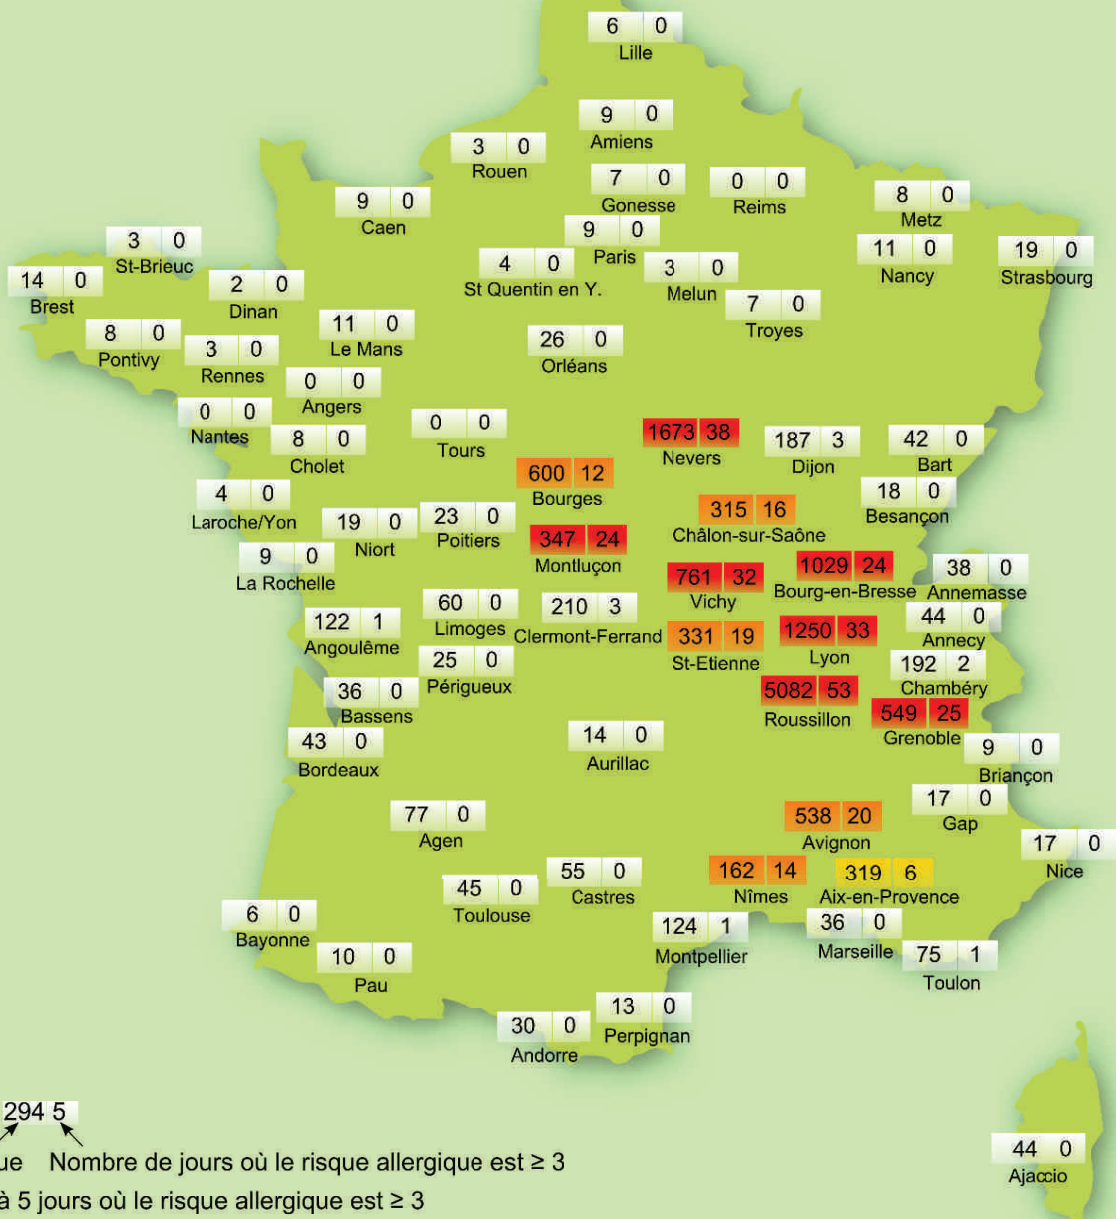 6 0
Lille
9 0
Amiens
3 0
Rouen
7 0
Gonesse
0 0
Reims
8 0
Metz
9 0
Caen
9 0
Paris
11 0
Nancy
19 0
Strasbourg
3 0
St-Brieuc
4 0
St Quentin en Y.
3 0
Melun
14 0
Brest
2 0
Dinan
7 0
Troyes
8 0
Pontivy
3 0
Rennes
11 0
Le Mans
26 0
Orléans
0 0
Angers
0 0
Nantes
8 0
Cholet
0 0
Tours
1673 38
Nevers
187 3
Dijon
42 0
Bart
600 12
Bourges
18 0
Besançon
4 0
Laroche/Yon
19 0
Niort
23 0
Poitiers
315 16
Châlon-sur-Saône
347 24
Montluçon
9 0
La Rochelle
761 32
Vichy
1029 24
Bourg-en-Bresse
38 0
Annemasse
122 1
Angoulême
60 0
Limoges
210 3
Clermont-Ferrand
331 19
St-Etienne
1250 33
Lyon
44 0
Annecy
25 0
Périgueux
192 2
Chambéry
36 0
Bassens
5082 53
Roussillon
549 25
Grenoble
43 0
Bordeaux
14 0
Aurillac
9 0
Briançon
77 0
Agen
538 20
Avignon
17 0
Gap
17 0
Nice
45 0
Toulouse
55 0
Castres
162 14
Nîmes
319 6
Aix-en-Provence
6 0
Bayonne
124 1
Montpellier
36 0
Marseille
10 0
Pau
75 1
Toulon
30 0
Andorre
13 0
Perpignan
294 5
ue Nombre de jours où le risque allergique est ≥ 3
à 5 jours où le risque allergique est ≥ 3
44 0
Ajaccio